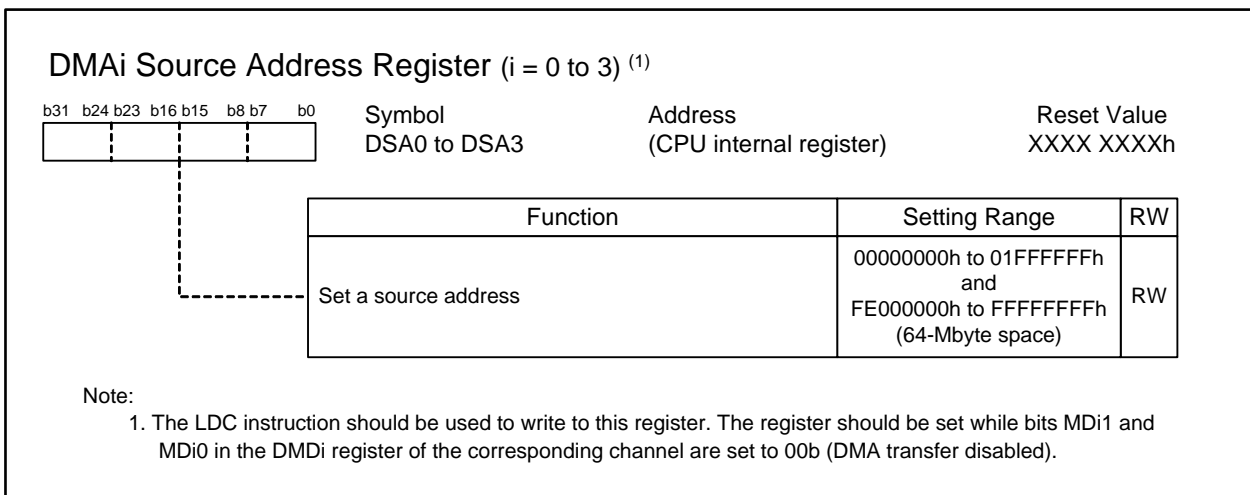 DMAi Source Address Register (i = 0 to 3) (1)
b31 b24 b23 b16 b15 b8 b7 b0
Symbol Address Reset Value
DSA0 to DSA3 (CPU internal register) XXXX XXXXh
Function Setting Range RW
Set a source address
00000000h to 01FFFFFFh
and
FE000000h to FFFFFFFFh
(64-Mbyte space)
RW
Note:
1. The LDC instruction should be used to write to this register. The register should be set while bits MDi1 and
MDi0 in the DMDi register of the corresponding channel are set to 00b (DMA transfer disabled).